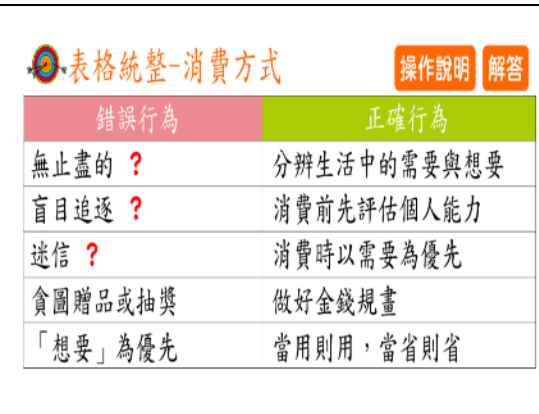 表格統整-消費方式
操作說明 解答
錯誤行為 正確行為
無止盡的 ? 分辨生活中的需要與想要
盲目追逐 ? 消費前先評估個人能力
迷信 ? 消費時以需要為優先
貪圖贈品或抽獎 做好金錢規畫
「想要」為優先 當用則用，當省則省